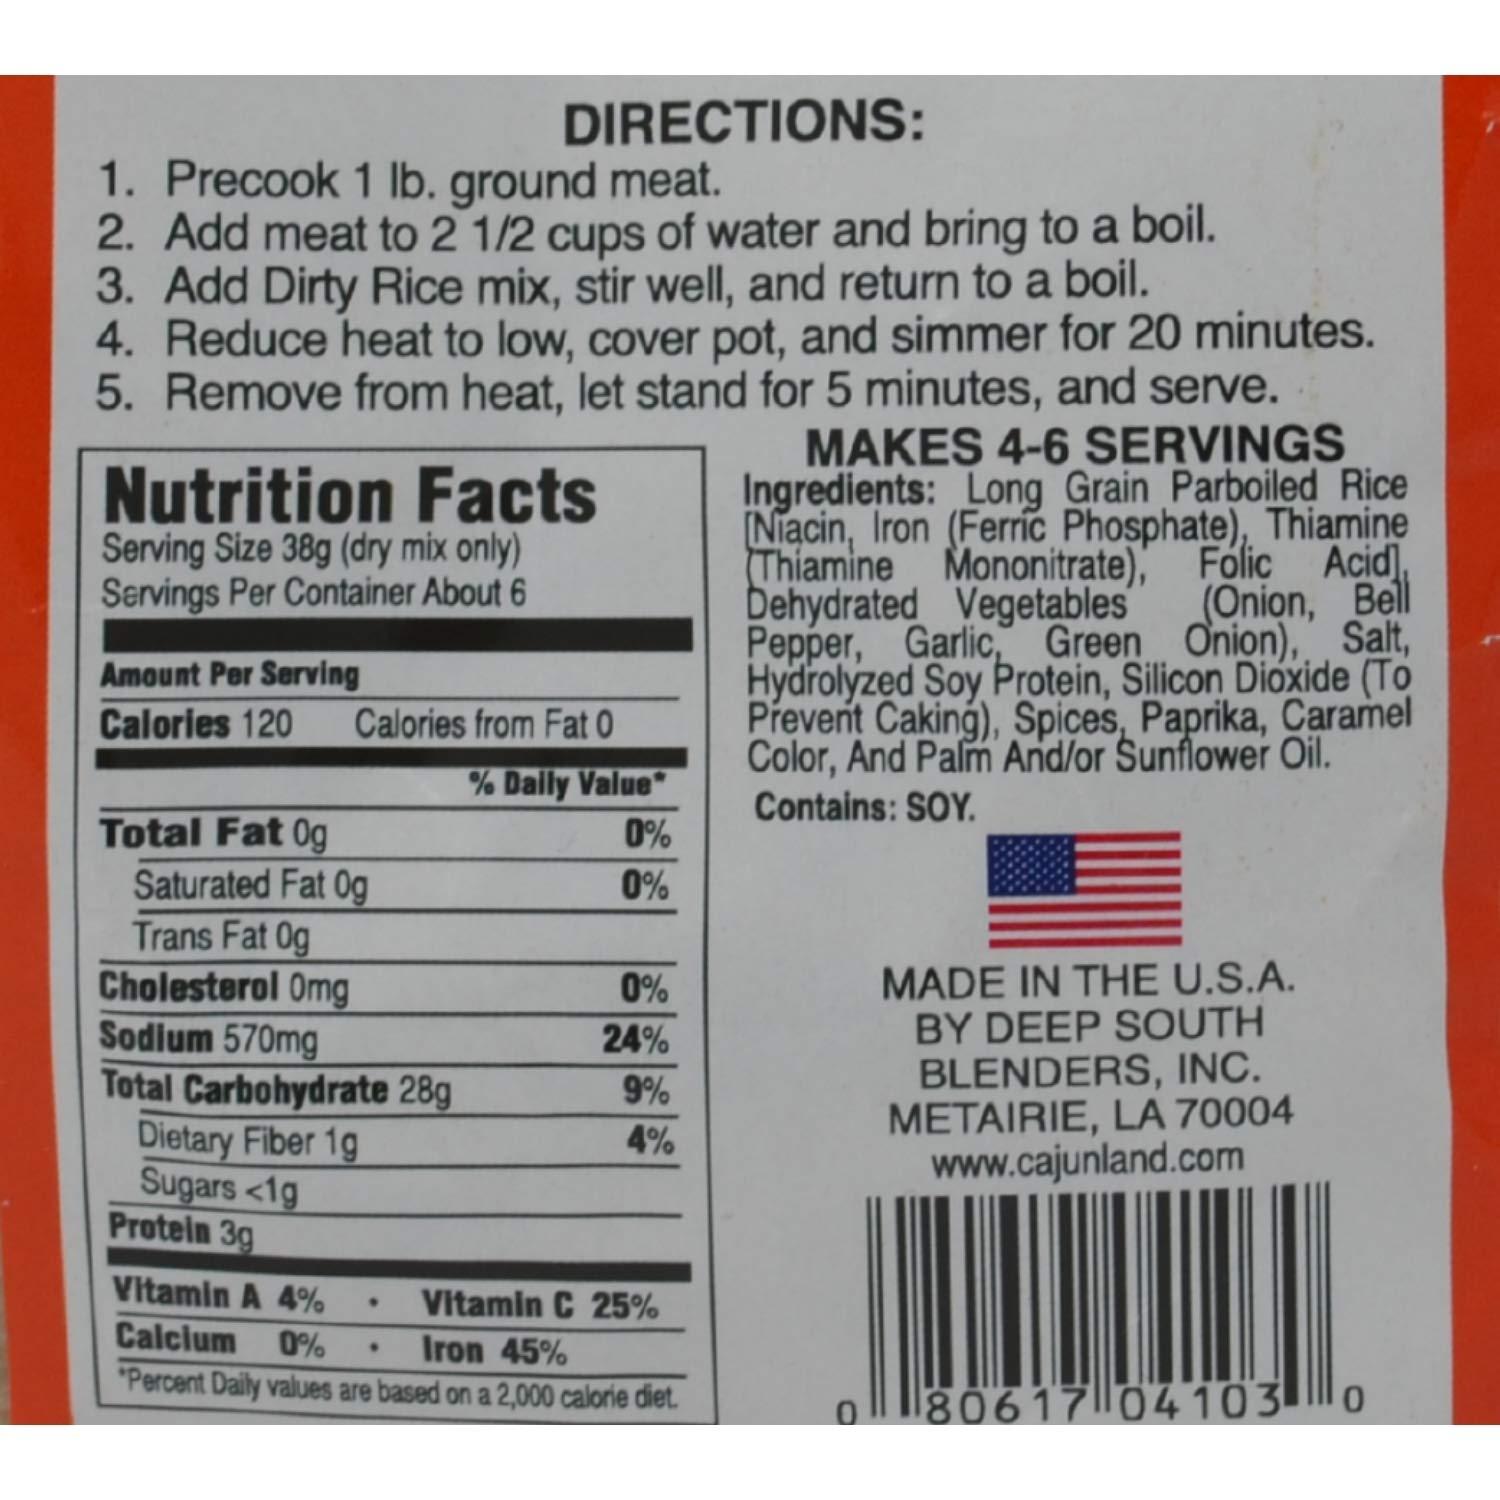 DIRECTIONS:
1. Precook 1 lb. ground meat.
2. Add meat to 2 1/2 cups of water and bring to a boil.
3. Add Dirty Rice mix, stir well, and return to a boil.
4. Reduce heat to low, cover pot, and simmer for 20 minutes.
5. Remove from heat, let stand for 5 minutes, and serve.
Nutrition Facts
Serving Size 38g (dry mix only)
Servings Per Container About 6
Amount Per Serving
Calories 120 Calories from Fat 0
% Daily Value*
Total Fat 0g 0%
Saturated Fat 0g 0%
Trans Fat 0g
Cholesterol 0mg 0%
Sodium 570mg 24%
Total Carbohydrate 28g 9%
Dietary Fiber 1g 4%
Sugars <1g
Protein 3g
Vitamin A 4% • Vitamin C 25%
Calcium 0% • Iron 45%
*Percent Daily values are based on a 2,000 calorie diet.
MAKES 4-6 SERVINGS
Ingredients: Long Grain Parboiled Rice
[Niacin, Iron (Ferric Phosphate), Thiamine
(Thiamine Mononitrate), Folic Acid],
Dehydrated Vegetables (Onion, Bell
Pepper, Garlic, Green Onion), Salt,
Hydrolyzed Soy Protein, Silicon Dioxide (To
Prevent Caking), Spices, Paprika, Caramel
Color, And Palm And/or Sunflower Oil.
Contains: SOY.
MADE IN THE U.S.A.
BY DEEP SOUTH
BLENDERS, INC.
METAIRIE, LA 70004
www.cajunland.com
0 80617 04103 0